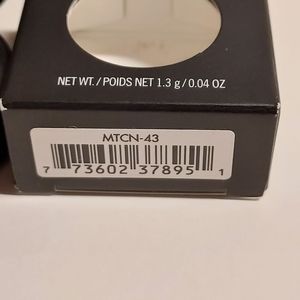 NET WT./POIDS NET 1.3 g/0.04 OZ
MTCN-43
7 73602 37895 1